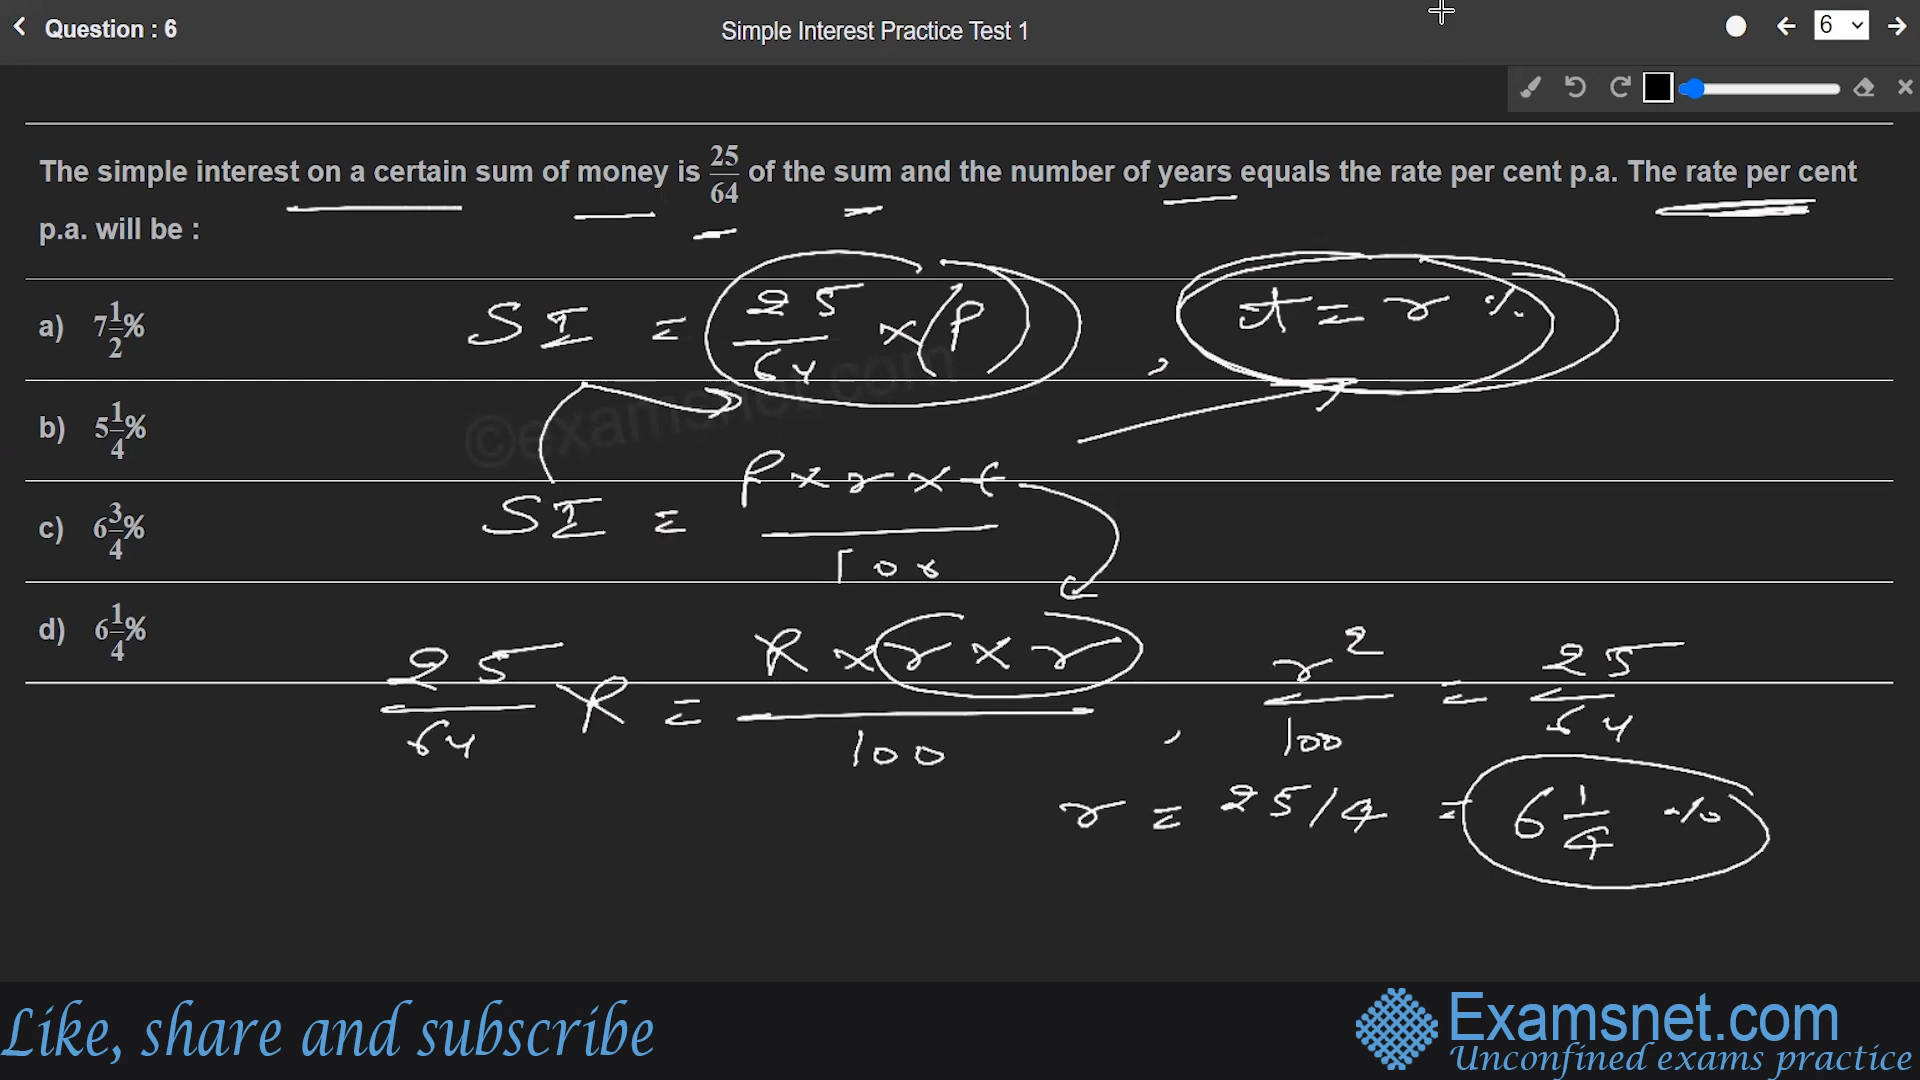 Question : 6
Simple Interest Practice Test 1
6
The simple interest on a certain sum of money is 25/64 of the sum and the number of years equals the rate per cent p.a. The rate per cent
p.a. will be :
a) 7 1/2%
b) 5 1/4%
c) 6 3/4%
d) 6 1/4%
©examsnet.com
SI = 25/64 × (P) , t = r %
SI = P × r × t / 100
25/64 P = P × r × r / 100 , r²/100 = 25/64
r = 25/4 = 6 1/4 %
Like, share and subscribe
Examsnet.com
Unconfined exams practice